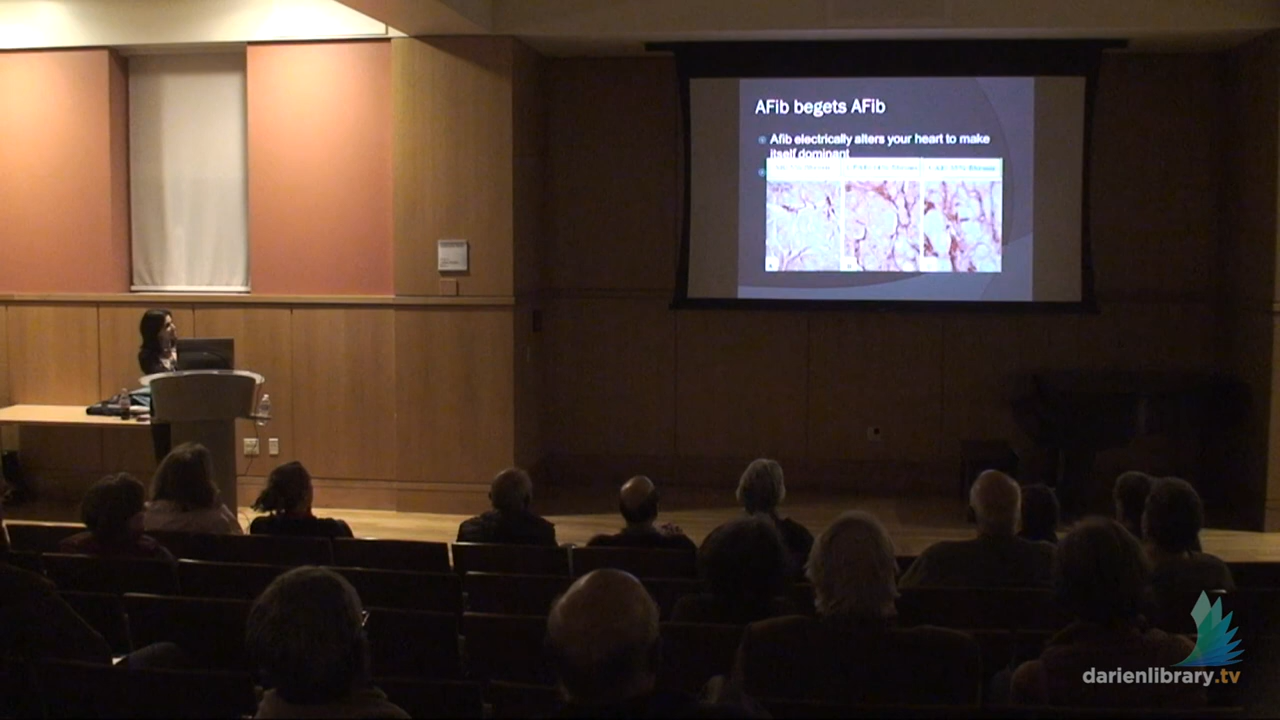 AFib begets AFib
Afib electrically alters your heart to make
itself dominant
darienlibrary.tv